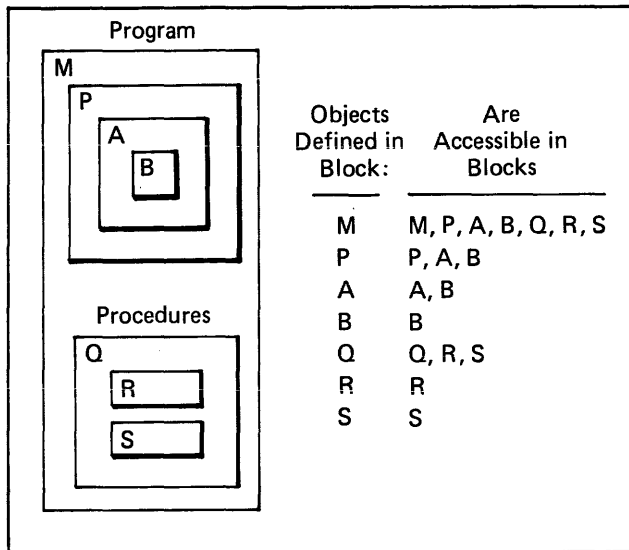 Program
M
P
A
B
Procedures
Q
R
S
Objects Defined in Block:
Are Accessible in Blocks
M M, P, A, B, Q, R, S
P P, A, B
A A, B
B B
Q Q, R, S
R R
S S